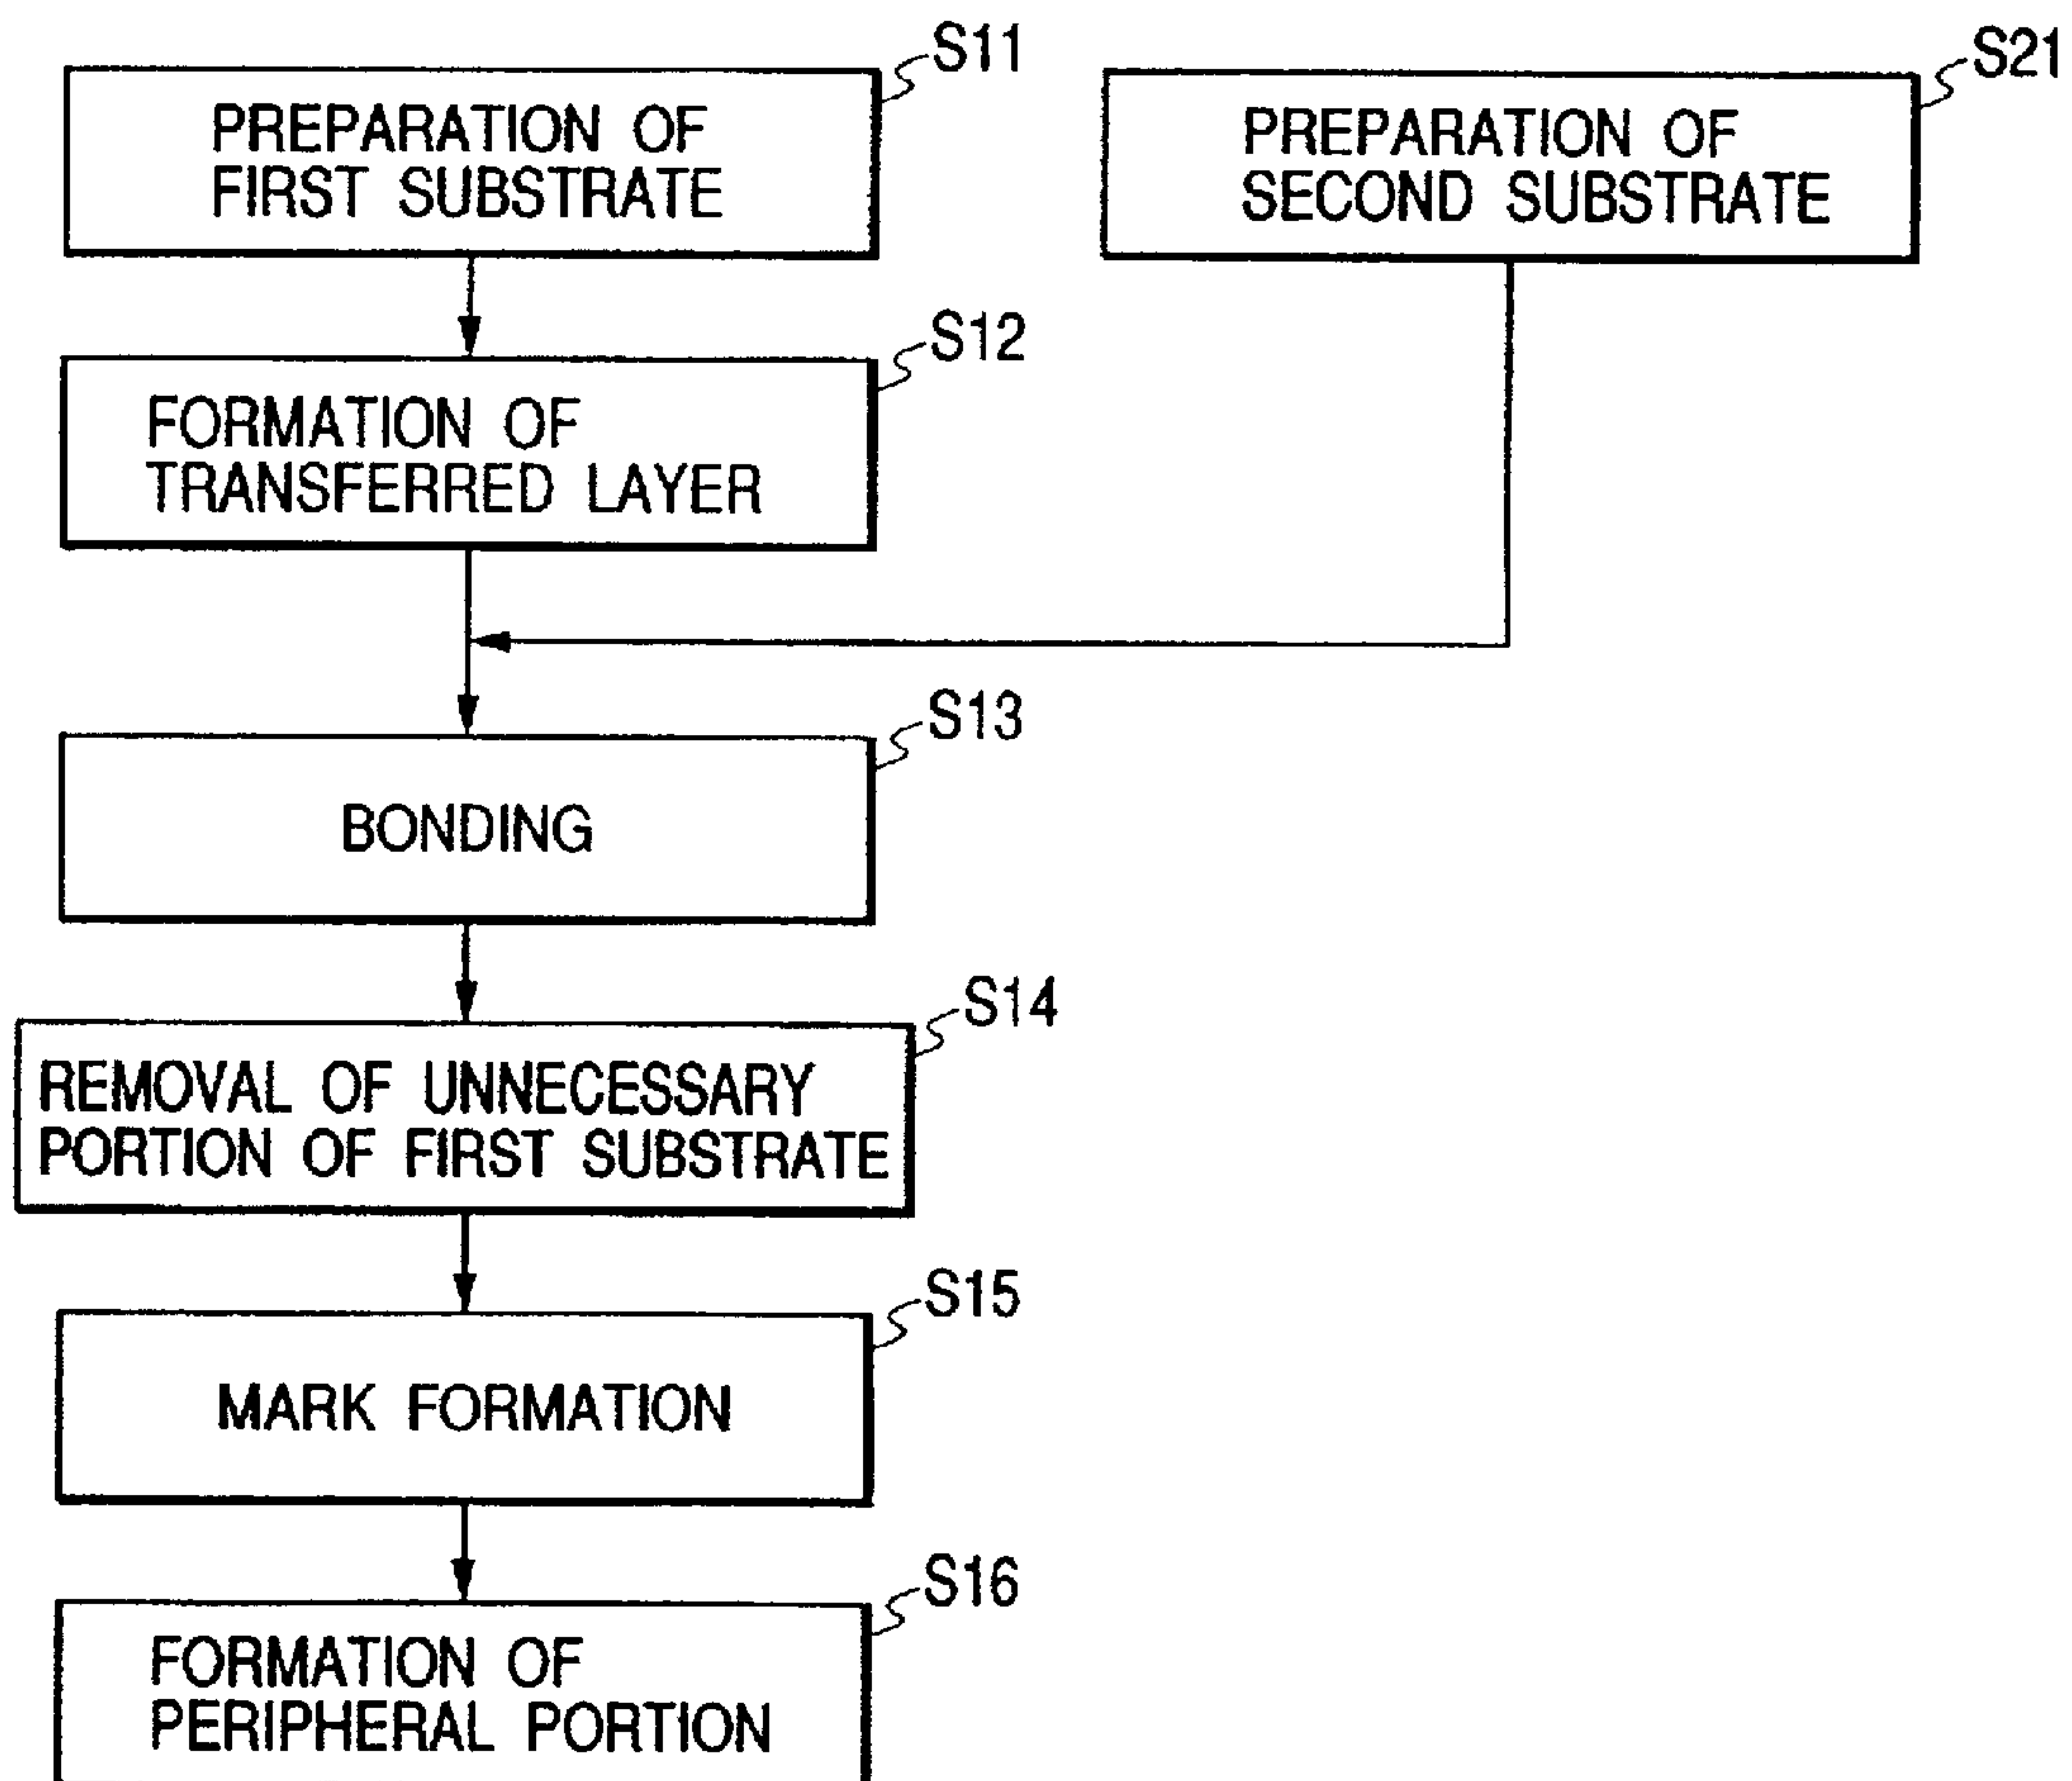 S11
PREPARATION OF
FIRST SUBSTRATE
S21
PREPARATION OF
SECOND SUBSTRATE
S12
FORMATION OF
TRANSFERRED LAYER
S13
BONDING
S14
REMOVAL OF UNNECESSARY
PORTION OF FIRST SUBSTRATE
S15
MARK FORMATION
S16
FORMATION OF
PERIPHERAL PORTION